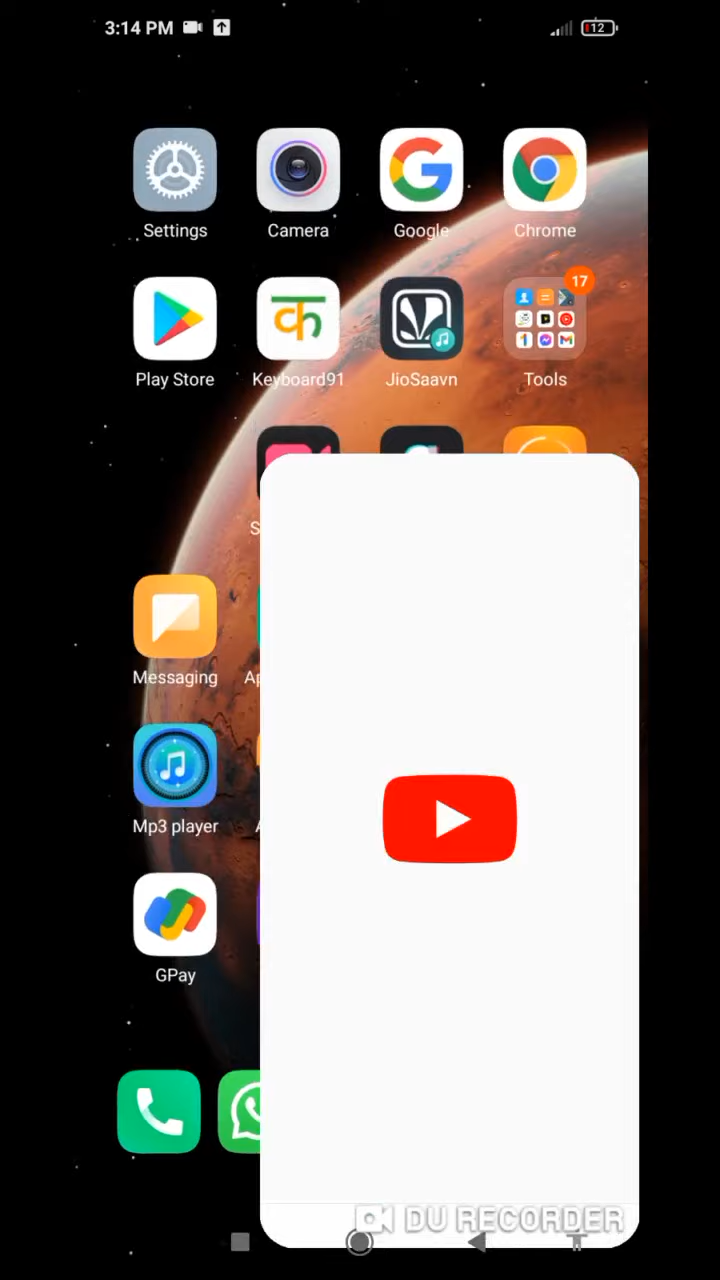 3:14 PM 12
Settings Camera Google Chrome
17
Play Store Keyboard91 JioSaavn Tools
Messaging
Mp3 player
GPay
DU RECORDER